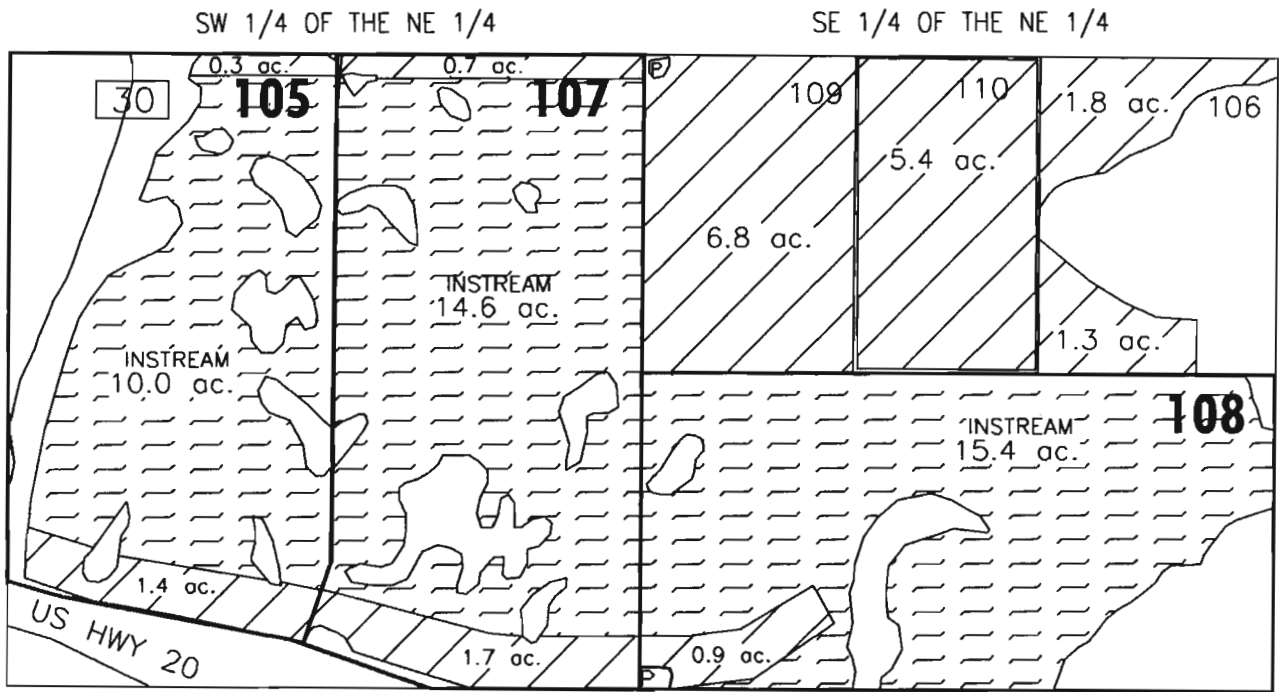 SW 1/4 OF THE NE 1/4
SE 1/4 OF THE NE 1/4
0.3 ac.
0.7 ac.
P
30
105
107
109
110
1.8 ac.
106
5.4 ac.
6.8 ac.
INSTREAM
14.6 ac.
1.3 ac.
INSTREAM
10.0 ac.
108
INSTREAM
15.4 ac.
1.4 ac.
US HWY 20
1.7 ac.
0.9 ac.
P